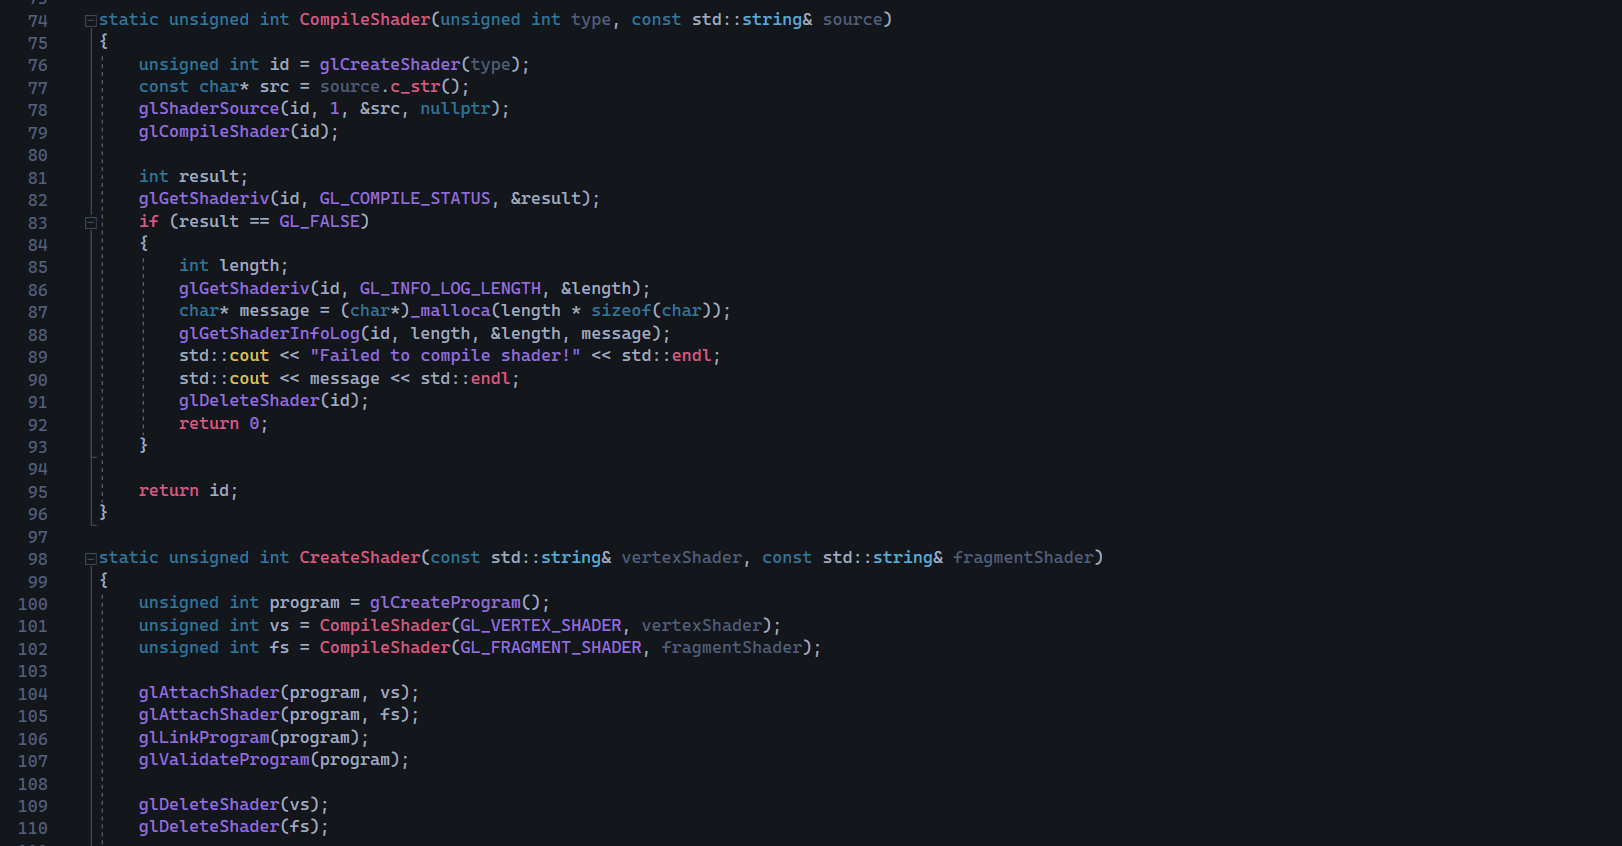 74 static unsigned int CompileShader(unsigned int type, const std::string& source)
75 {
76     unsigned int id = glCreateShader(type);
77     const char* src = source.c_str();
78     glShaderSource(id, 1, &src, nullptr);
79     glCompileShader(id);
80
81     int result;
82     glGetShaderiv(id, GL_COMPILE_STATUS, &result);
83     if (result == GL_FALSE)
84     {
85         int length;
86         glGetShaderiv(id, GL_INFO_LOG_LENGTH, &length);
87         char* message = (char*)_malloca(length * sizeof(char));
88         glGetShaderInfoLog(id, length, &length, message);
89         std::cout << "Failed to compile shader!" << std::endl;
90         std::cout << message << std::endl;
91         glDeleteShader(id);
92         return 0;
93     }
94
95     return id;
96 }
97
98 static unsigned int CreateShader(const std::string& vertexShader, const std::string& fragmentShader)
99 {
100     unsigned int program = glCreateProgram();
101     unsigned int vs = CompileShader(GL_VERTEX_SHADER, vertexShader);
102     unsigned int fs = CompileShader(GL_FRAGMENT_SHADER, fragmentShader);
103
104     glAttachShader(program, vs);
105     glAttachShader(program, fs);
106     glLinkProgram(program);
107     glValidateProgram(program);
108
109     glDeleteShader(vs);
110     glDeleteShader(fs);